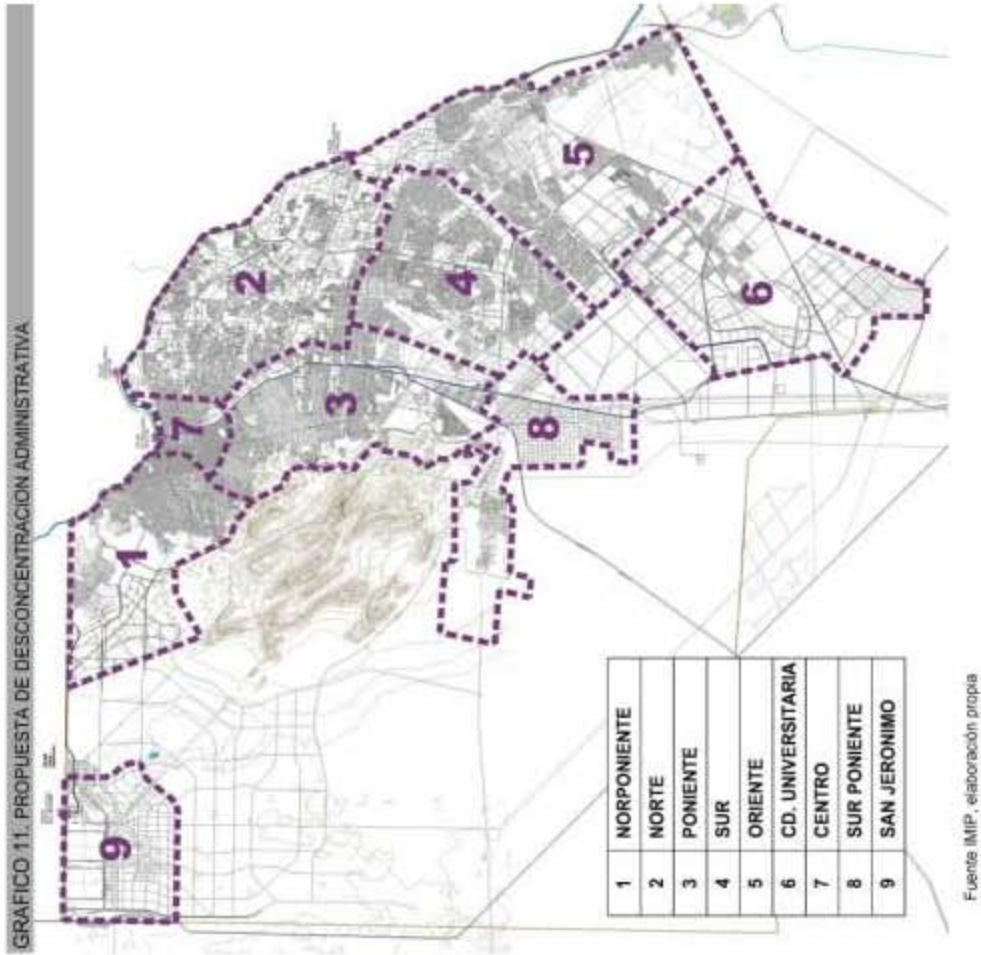 GRAFICO 11. PROPUESTA DE DESCONCENTRACION ADMINISTRATIVA
1
2
3
4
5
6
7
8
9
1 NORPONIENTE
2 NORTE
3 PONIENTE
4 SUR
5 ORIENTE
6 CD. UNIVERSITARIA
7 CENTRO
8 SUR PONIENTE
9 SAN JERONIMO
Fuente IMIP, elaboración propia